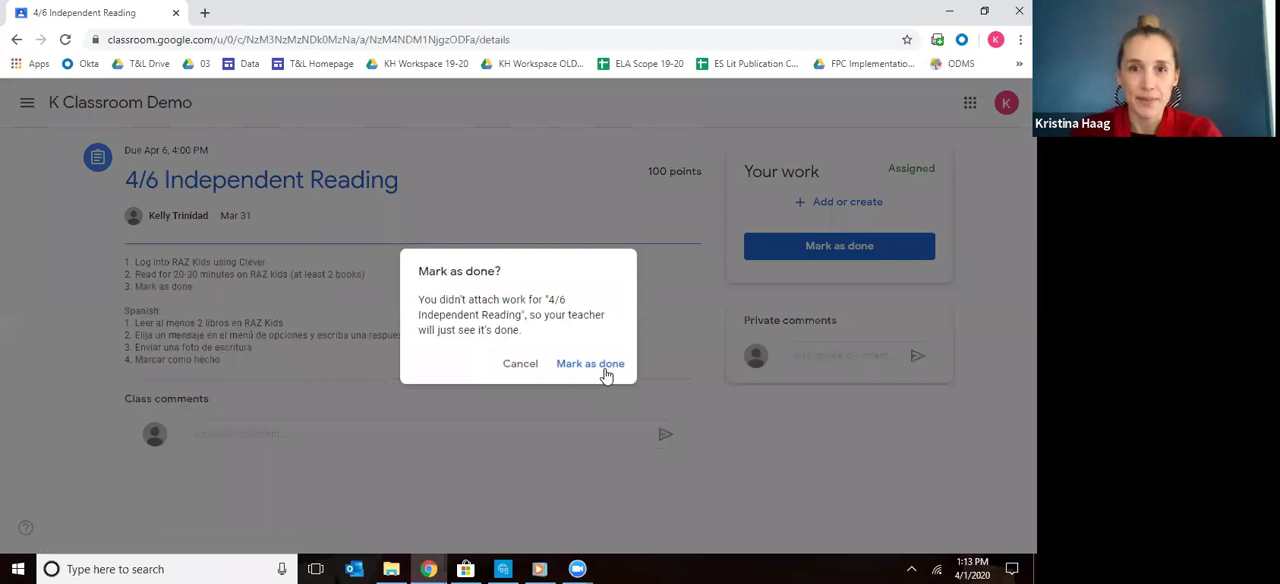 4/6 Independent Reading
classroom.google.com/u/0/c/NzM3NzMzNDk0MzNa/a/NzM4NDM1NjgzODFa/details
Apps Okta T&L Drive 03 Data T&L Homepage KH Workspace 19-20 KH Workspace OLD... ELA Scope 19-20 ES Lit Publication C... FPC Implementatio... ODMS »
K
K Classroom Demo
K
Kristina Haag
Due Apr 6, 4:00 PM
4/6 Independent Reading
100 points
Kelly Trinidad Mar 31
1. Log into RAZ Kids using Clever
2. Read for 20-30 minutes on RAZ kids (at least 2 books)
3. Mark as done
Spanish:
1. Leer al menos 2 libros en RAZ Kids
2. Elija un mensaje en el menú de opciones y escriba una respues
3. Enviar una foto de escritura
4. Marcar como hecho
Class comments
Your work Assigned
+ Add or create
Mark as done
Private comments
Mark as done?
You didn't attach work for "4/6
Independent Reading", so your teacher
will just see it's done.
Cancel Mark as done
Type here to search
1:13 PM
4/1/2020